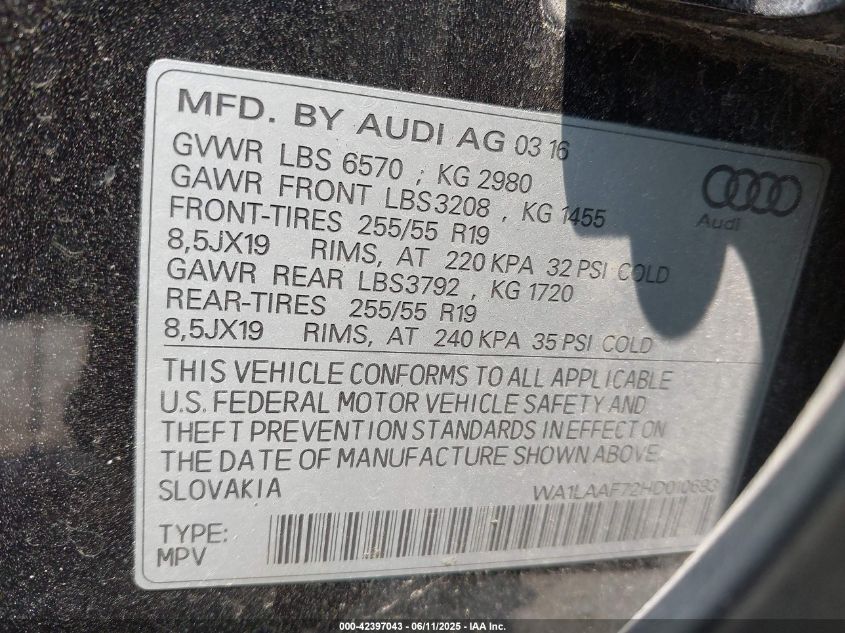 MFD. BY AUDI AG 03 16
GVWR LBS 6570 ; KG 2980
GAWR FRONT LBS3208 , KG 1455
FRONT-TIRES 255/55 R19
8,5JX19 RIMS, AT 220 KPA 32 PSI COLD
GAWR REAR LBS3792 , KG 1720
REAR-TIRES 255/55 R19
8,5JX19 RIMS, AT 240 KPA 35 PSI COLD
Audi
THIS VEHICLE CONFORMS TO ALL APPLICABLE
U.S. FEDERAL MOTOR VEHICLE SAFETY AND
THEFT PREVENTION STANDARDS IN EFFECT ON
THE DATE OF MANUFACTURE SHOWN ABOVE.
SLOVAKIA WA1LAAF72HD010693
TYPE:
MPV
000-42397043 - 06/11/2025 - IAA Inc.